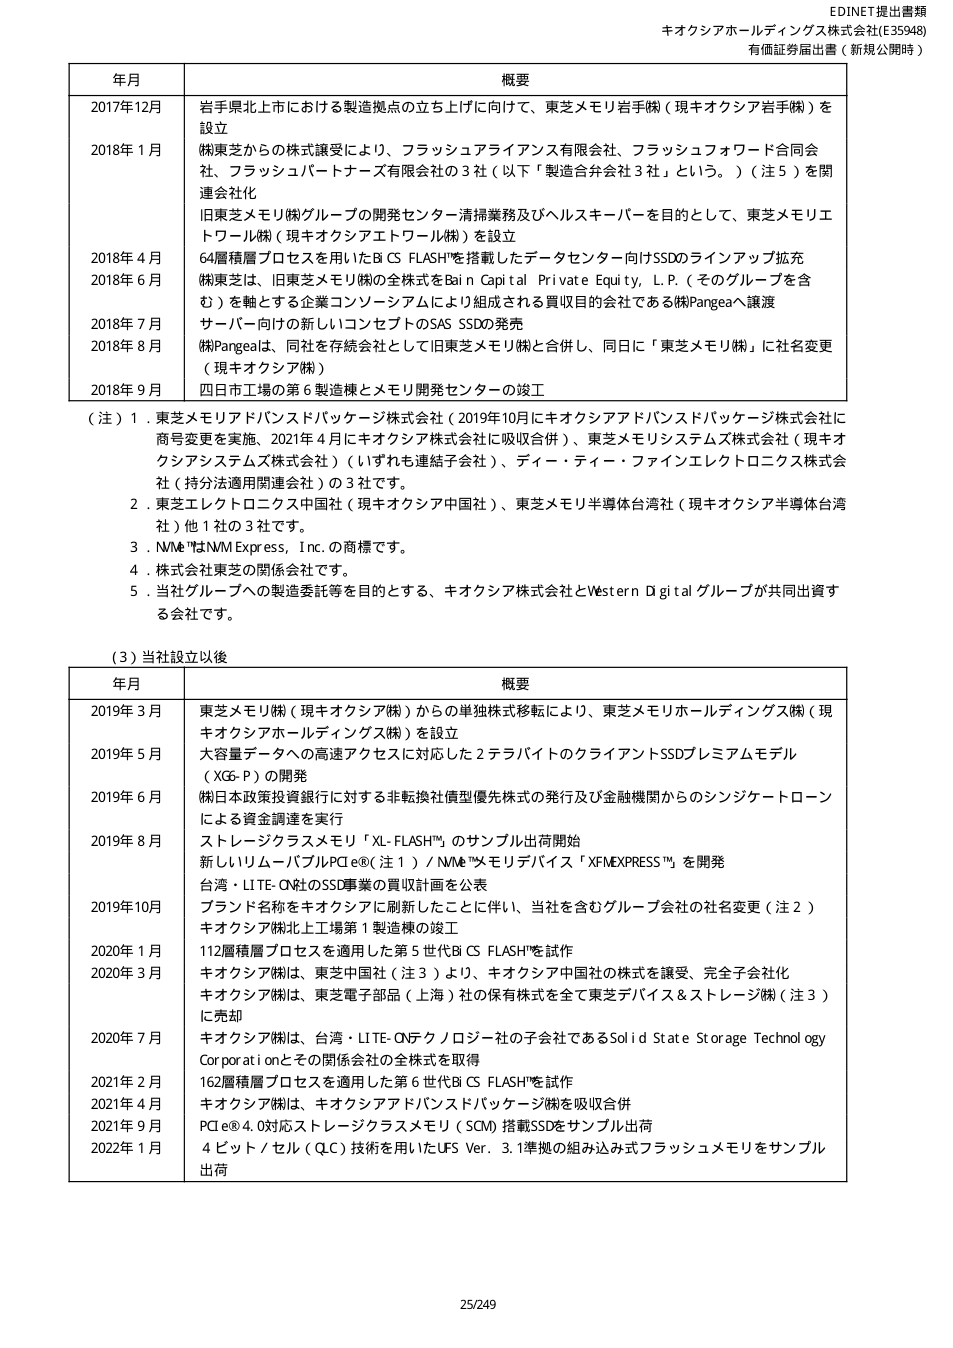 EDINET提出書類
キオクシアホールディングス株式会社(E35948)
有価証券届出書（新規公開時）
年月 概要
2017年12月 岩手県北上市における製造拠点の立ち上げに向けて、東芝メモリ岩手㈱（現キオクシア岩手㈱）を
設立
2018年１月 ㈱東芝からの株式譲受により、フラッシュアライアンス有限会社、フラッシュフォワード合同会
社、フラッシュパートナーズ有限会社の３社（以下「製造合弁会社３社」という。）（注５）を関
連会社化
旧東芝メモリ㈱グループの開発センター清掃業務及びヘルスキーパーを目的として、東芝メモリエ
トワール㈱（現キオクシアエトワール㈱）を設立
2018年４月 64層積層プロセスを用いたBiCS FLASH™を搭載したデータセンター向けSSDのラインアップ拡充
2018年６月 ㈱東芝は、旧東芝メモリ㈱の全株式をBain Capital Private Equity, L.P.（そのグループを含
む）を軸とする企業コンソーシアムにより組成される買収目的会社である㈱Pangeaへ譲渡
2018年７月 サーバー向けの新しいコンセプトのSAS SSDの発売
2018年８月 ㈱Pangeaは、同社を存続会社として旧東芝メモリ㈱と合併し、同日に「東芝メモリ㈱」に社名変更
（現キオクシア㈱）
2018年９月 四日市工場の第６製造棟とメモリ開発センターの竣工
（注）１．東芝メモリアドバンスドパッケージ株式会社（2019年10月にキオクシアアドバンスドパッケージ株式会社に
商号変更を実施、2021年４月にキオクシア株式会社に吸収合併）、東芝メモリシステムズ株式会社（現キオ
クシアシステムズ株式会社）（いずれも連結子会社）、ディー・ティー・ファインエレクトロニクス株式会
社（持分法適用関連会社）の３社です。
２．東芝エレクトロニクス中国社（現キオクシア中国社）、東芝メモリ半導体台湾社（現キオクシア半導体台湾
社）他１社の３社です。
３．NVMe™はNVM Express, Inc.の商標です。
４．株式会社東芝の関係会社です。
５．当社グループへの製造委託等を目的とする、キオクシア株式会社とWestern Digitalグループが共同出資す
る会社です。
(３)当社設立以後
年月 概要
2019年３月 東芝メモリ㈱（現キオクシア㈱）からの単独株式移転により、東芝メモリホールディングス㈱（現
キオクシアホールディングス㈱）を設立
2019年５月 大容量データへの高速アクセスに対応した２テラバイトのクライアントSSDプレミアムモデル
（XG6-P）の開発
2019年６月 ㈱日本政策投資銀行に対する非転換社債型優先株式の発行及び金融機関からのシンジケートローン
による資金調達を実行
2019年８月 ストレージクラスメモリ「XL-FLASH™」のサンプル出荷開始
新しいリムーバブルPCIe®（注１）/ NVMe™メモリデバイス「XFMEXPRESS™」を開発
台湾・LITE-ON社のSSD事業の買収計画を公表
2019年10月 ブランド名称をキオクシアに刷新したことに伴い、当社を含むグループ会社の社名変更（注２）
キオクシア㈱北上工場第１製造棟の竣工
2020年１月 112層積層プロセスを適用した第５世代BiCS FLASH™を試作
2020年３月 キオクシア㈱は、東芝中国社（注３）より、キオクシア中国社の株式を譲受、完全子会社化
キオクシア㈱は、東芝電子部品（上海）社の保有株式を全て東芝デバイス＆ストレージ㈱（注３）
に売却
2020年７月 キオクシア㈱は、台湾・LITE-ONテクノロジー社の子会社であるSolid State Storage Technology
Corporationとその関係会社の全株式を取得
2021年２月 162層積層プロセスを適用した第６世代BiCS FLASH™を試作
2021年４月 キオクシア㈱は、キオクシアアドバンスドパッケージ㈱を吸収合併
2021年９月 PCIe®4.0対応ストレージクラスメモリ（SCM）搭載SSDをサンプル出荷
2022年１月 ４ビット/セル（QLC）技術を用いたUFS Ver. 3.1準拠の組み込み式フラッシュメモリをサンプル
出荷
25/249